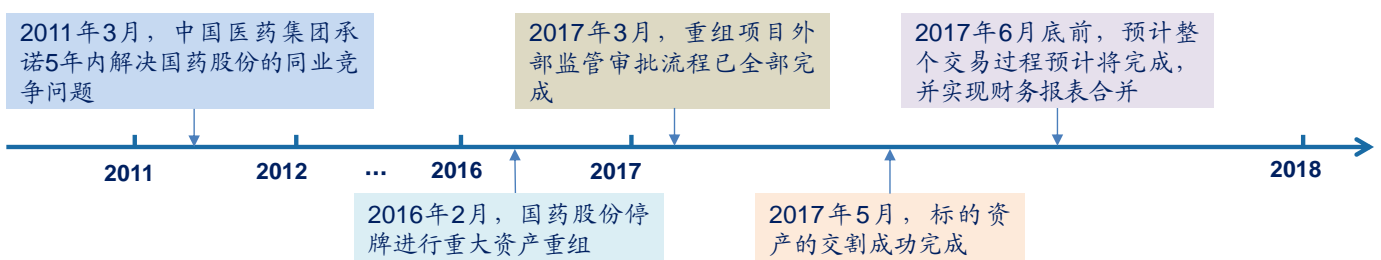 2011年3月，中国医药集团承
诺5年内解决国药股份的同业竞
争问题
2017年3月，重组项目外
部监管审批流程已全部完
成
2017年6月底前，预计整
个交易过程预计将完成，
并实现财务报表合并
2011
2012
...
2016
2017
2018
2016年2月，国药股份停
牌进行重大资产重组
2017年5月，标的资
产的交割成功完成